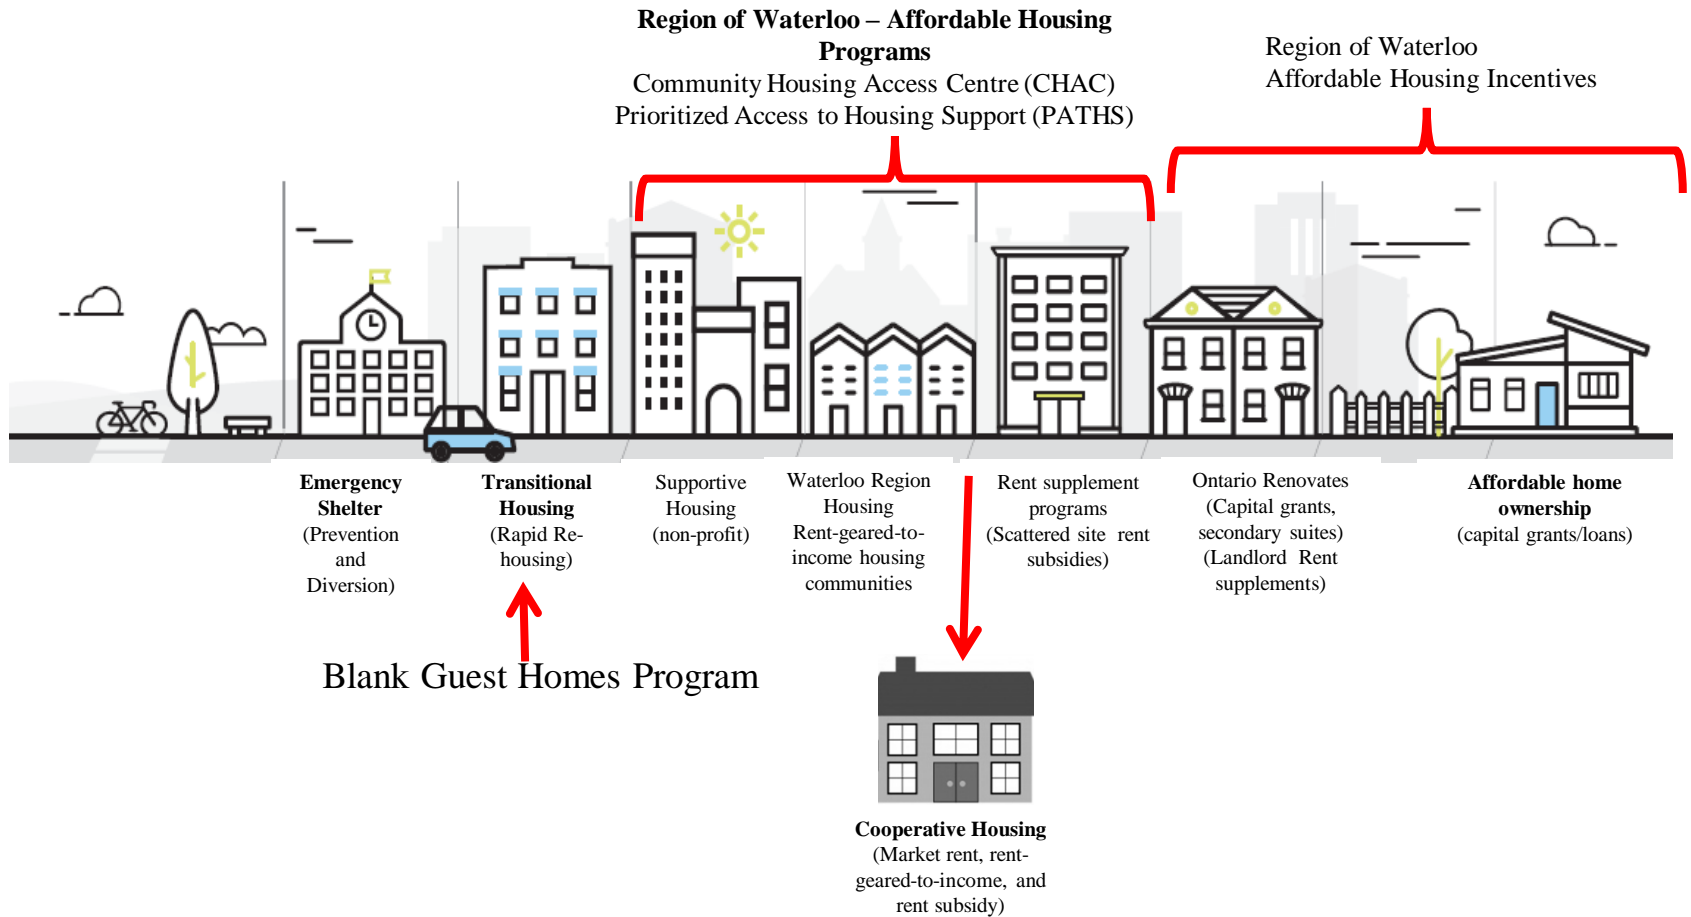 Region of Waterloo – Affordable Housing
Programs
Community Housing Access Centre (CHAC)
Prioritized Access to Housing Support (PATHS)
Region of Waterloo
Affordable Housing Incentives
Emergency
Shelter
(Prevention
and
Diversion)
Transitional
Housing
(Rapid Re-
housing)
Supportive
Housing
(non-profit)
Waterloo Region
Housing
Rent-geared-to-
income housing
communities
Rent supplement
programs
(Scattered site rent
subsidies)
Ontario Renovates
(Capital grants,
secondary suites)
(Landlord Rent
supplements)
Affordable home
ownership
(capital grants/loans)
Blank Guest Homes Program
Cooperative Housing
(Market rent, rent-
geared-to-income, and
rent subsidy)